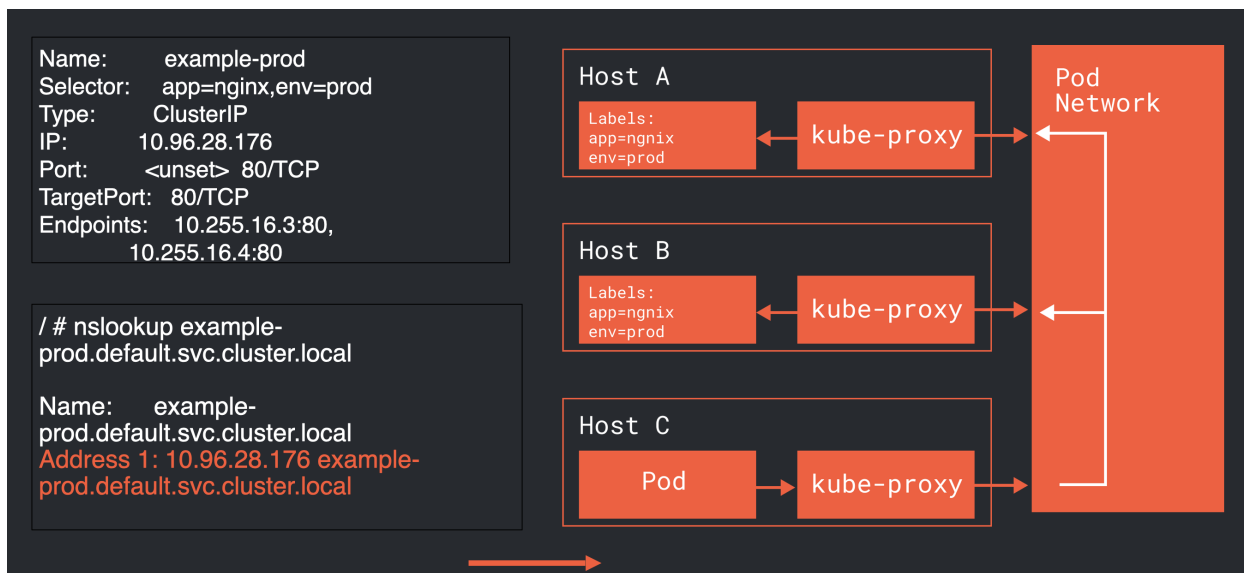 Name: example-prod
Selector: app=nginx,env=prod
Type: ClusterIP
IP: 10.96.28.176
Port: <unset> 80/TCP
TargetPort: 80/TCP
Endpoints: 10.255.16.3:80,
10.255.16.4:80
/ # nslookup example-
prod.default.svc.cluster.local
Name: example-
prod.default.svc.cluster.local
Address 1: 10.96.28.176 example-
prod.default.svc.cluster.local
Host A
Labels:
app=ngnix
env=prod
kube-proxy
Host B
Labels:
app=ngnix
env=prod
kube-proxy
Host C
Pod
kube-proxy
Pod
Network